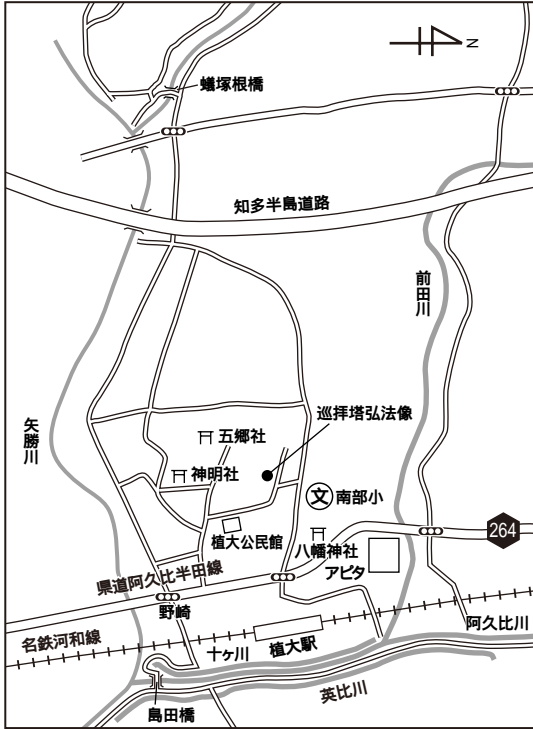 N
蟻塚根橋
知多半島道路
前田川
矢勝川
巡拝塔弘法像
五郷社
神明社
文 南部小
植大公民館
八幡神社
264
アピタ
県道阿久比半田線
野崎
阿久比川
名鉄河和線
植大駅
十ヶ川
英比川
島田橋